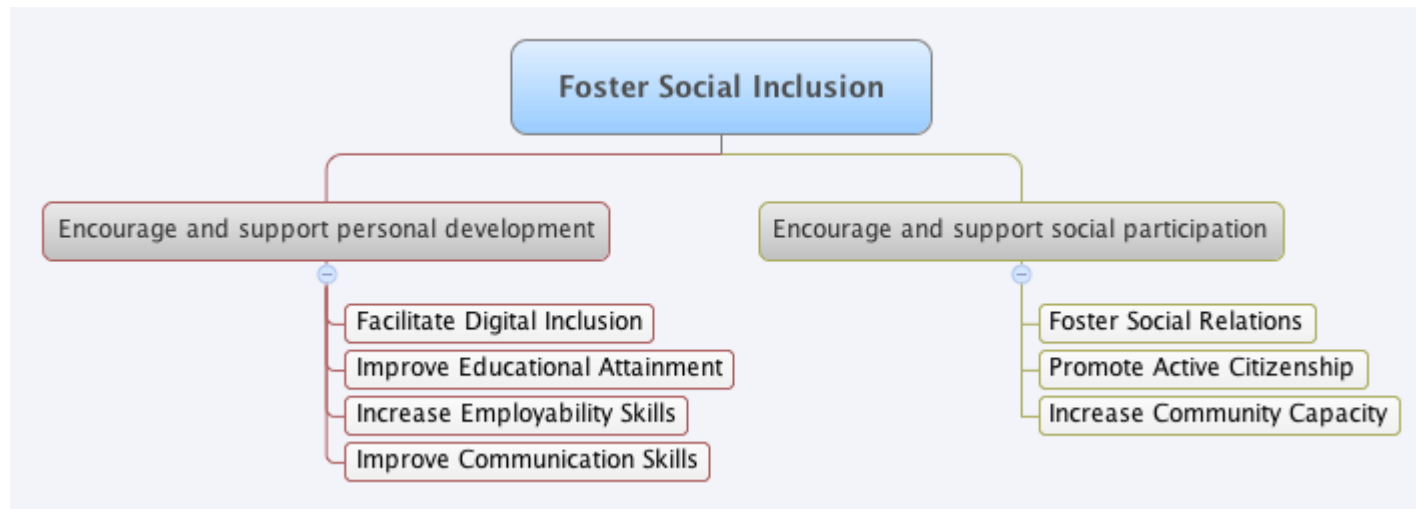 Foster Social Inclusion
Encourage and support personal development
Facilitate Digital Inclusion
Improve Educational Attainment
Increase Employability Skills
Improve Communication Skills
Encourage and support social participation
Foster Social Relations
Promote Active Citizenship
Increase Community Capacity